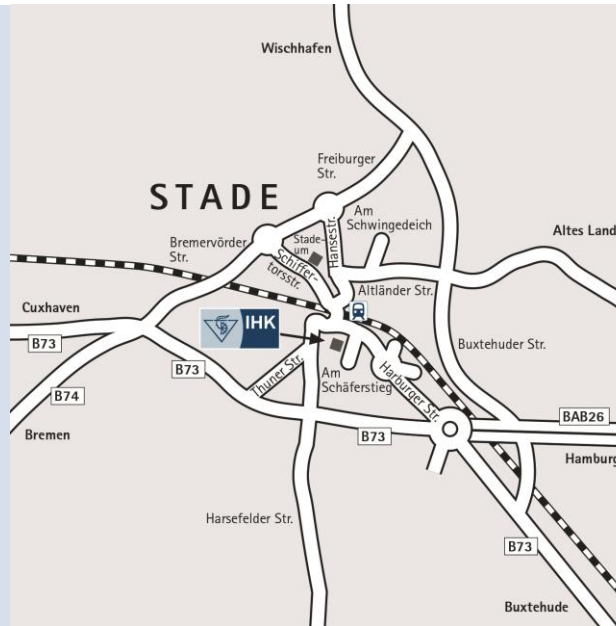 Wischhafen
Freiburger
Str.
STADE
Am
Schwingedeich
Altes Land
Bremervörder
Str.
Stade-
um
Hansestr.
Schiffer-
torsstr.
Altländer Str.
Cuxhaven
IHK
B73
Buxtehuder Str.
B73
Thuner Str.
Am
Schäferstieg
Harburger Str.
B74
BAB26
Bremen
B73
Hamburg
Harsefelder Str.
B73
Buxtehude